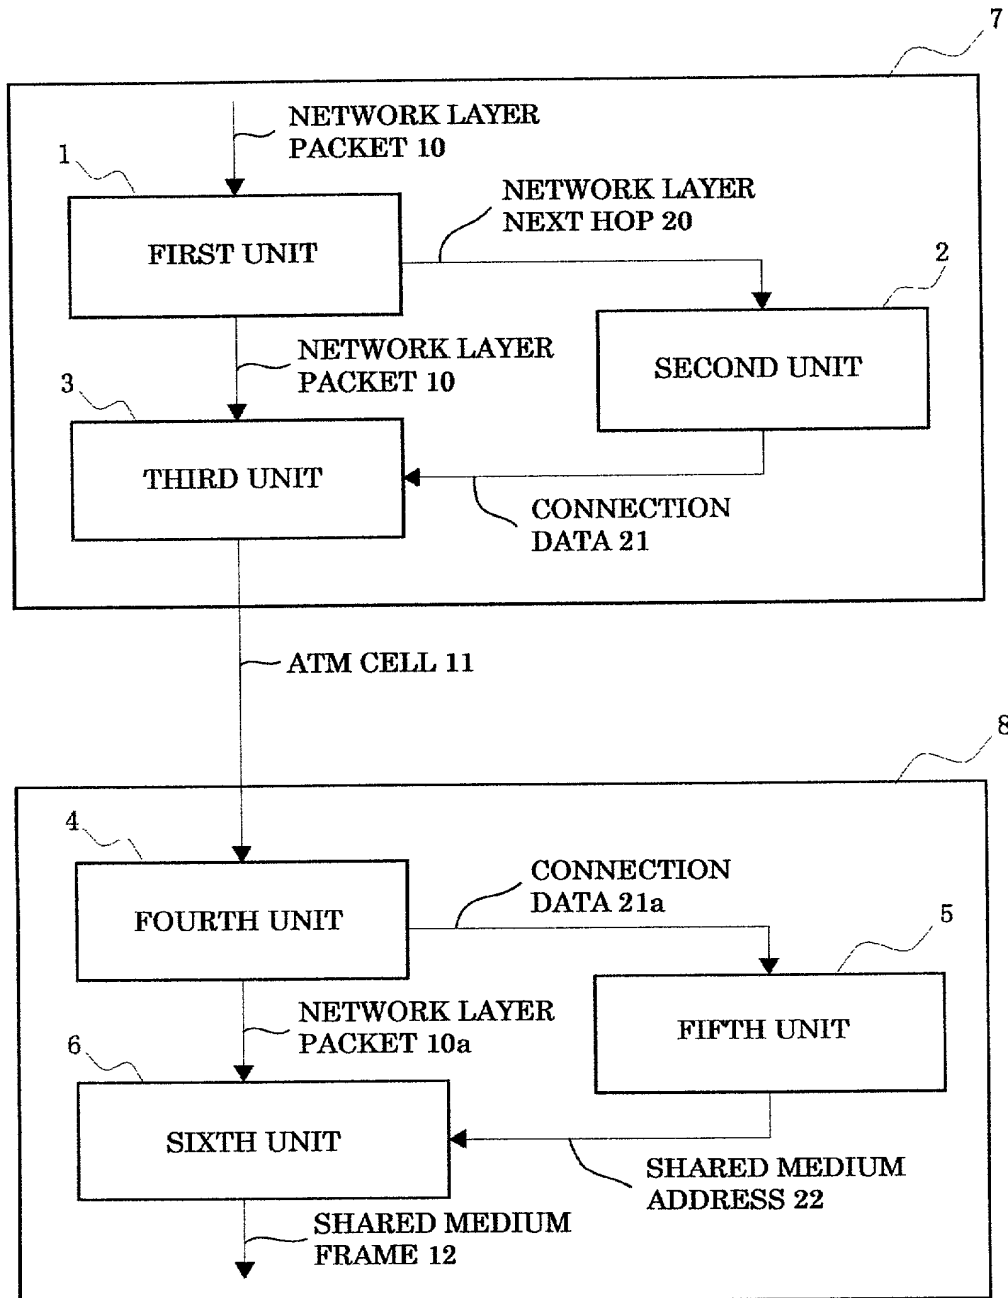 7
NETWORK LAYER
PACKET 10
1
NETWORK LAYER
NEXT HOP 20
FIRST UNIT
2
SECOND UNIT
NETWORK LAYER
PACKET 10
3
THIRD UNIT
CONNECTION
DATA 21
ATM CELL 11
8
4
CONNECTION
DATA 21a
FOURTH UNIT
5
FIFTH UNIT
NETWORK LAYER
PACKET 10a
6
SIXTH UNIT
SHARED MEDIUM
ADDRESS 22
SHARED MEDIUM
FRAME 12